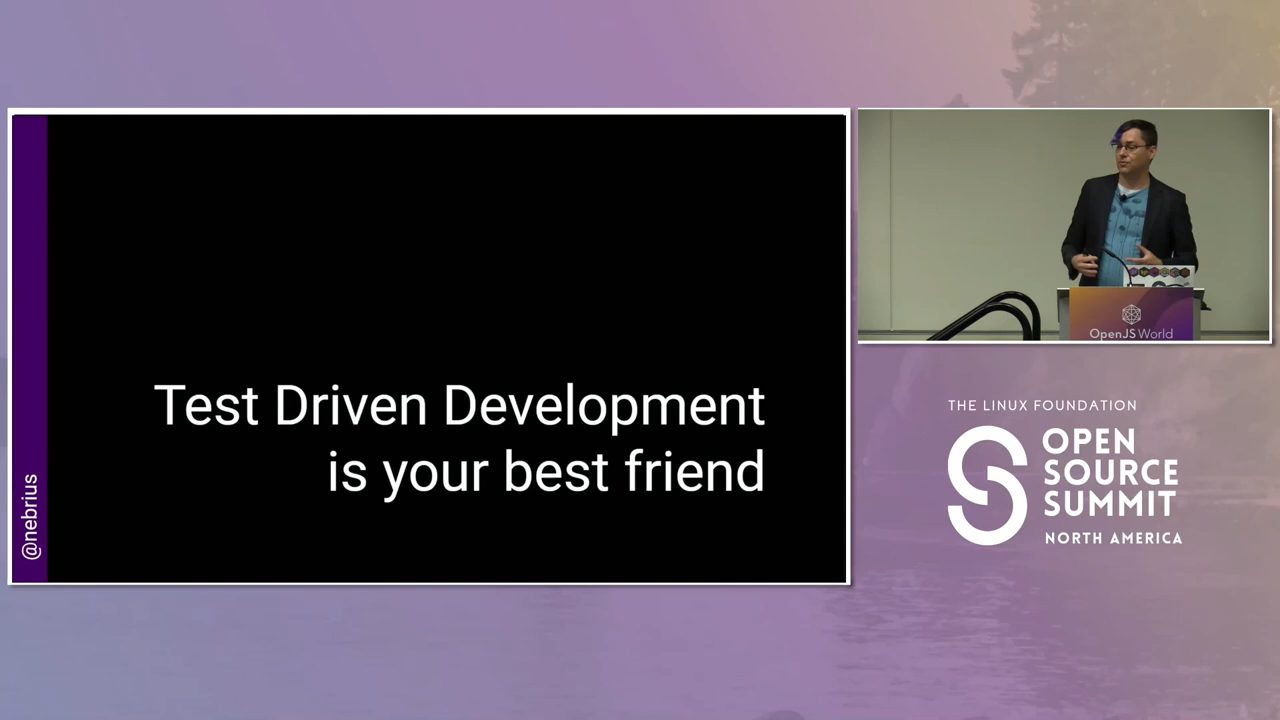 @nebrius
Test Driven Development
is your best friend
OpenJS World
THE LINUX FOUNDATION
OPEN
SOURCE
SUMMIT
NORTH AMERICA